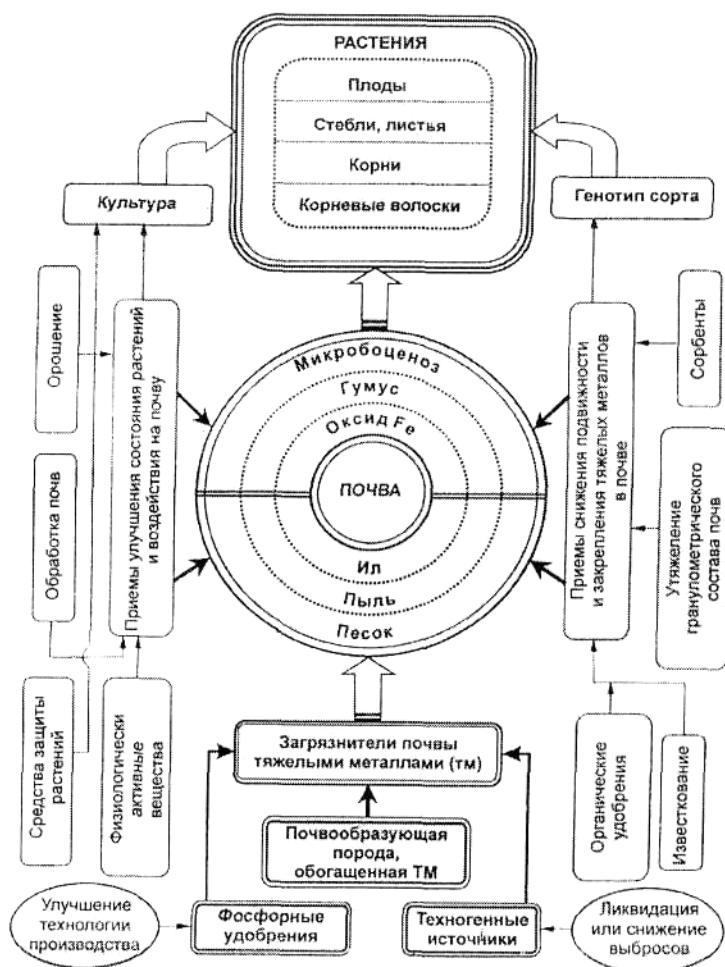 РАСТЕНИЯ
Плоды
Стебли, листья
Корни
Корневые волоски
Культура
Генотип сорта
Орошение
Обработка почв
Средства защиты
растений
Физиологически
активные
вещества
Приемы улучшения состояния растений
и воздействия на почву
Микробоценоз
Гумус
Оксид Fe
ПОЧВА
Ил
Пыль
Песок
Приемы снижения подвижности
и закрепления тяжелых металлов
в почве
Сорбенты
Утяжеление
гранулометрического
состава почв
Органические
удобрения
Известкование
Загрязнители почвы
тяжелыми металлами (тм)
Почвообразующая
порода,
обогащенная ТМ
Улучшение
технологии
производства
Фосфорные
удобрения
Техногенные
источники
Ликвидация
или снижение
выбросов